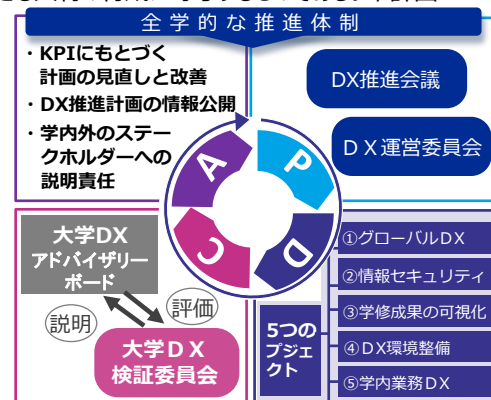 全学的な推進体制
・KPIにもとづく
計画の見直しと改善
・DX推進計画の情報公開
・学内外のステー
クホルダーへの
説明責任
DX推進会議
ＤＸ運営委員会
A
P
C
D
大学DX
アドバイザリー
ボード
説明
評価
大学ＤＸ
検証委員会
5つの
プジェ
クト
①グローバルDX
②情報セキュリティ
③学修成果の可視化
④DX環境整備
⑤学内業務DX